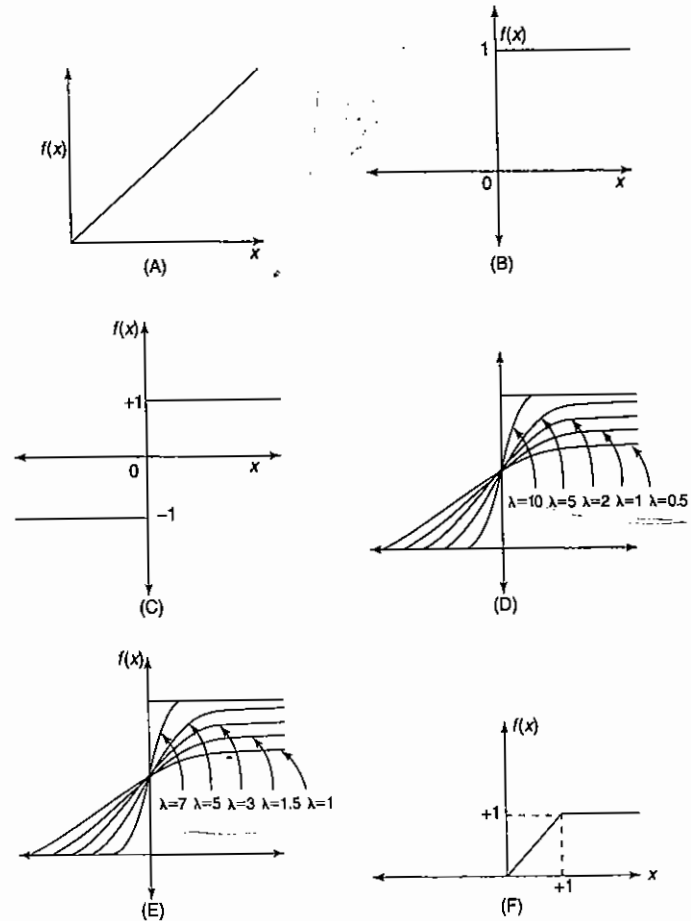 f(x)
x
(A)
f(x)
1
0
x
(B)
f(x)
+1
0
x
−1
(C)
λ=10 λ=5 λ=2 λ=1 λ=0.5
(D)
f(x)
λ=7 λ=5 λ=3 λ=1.5 λ=1
(E)
f(x)
+1
x
+1
(F)